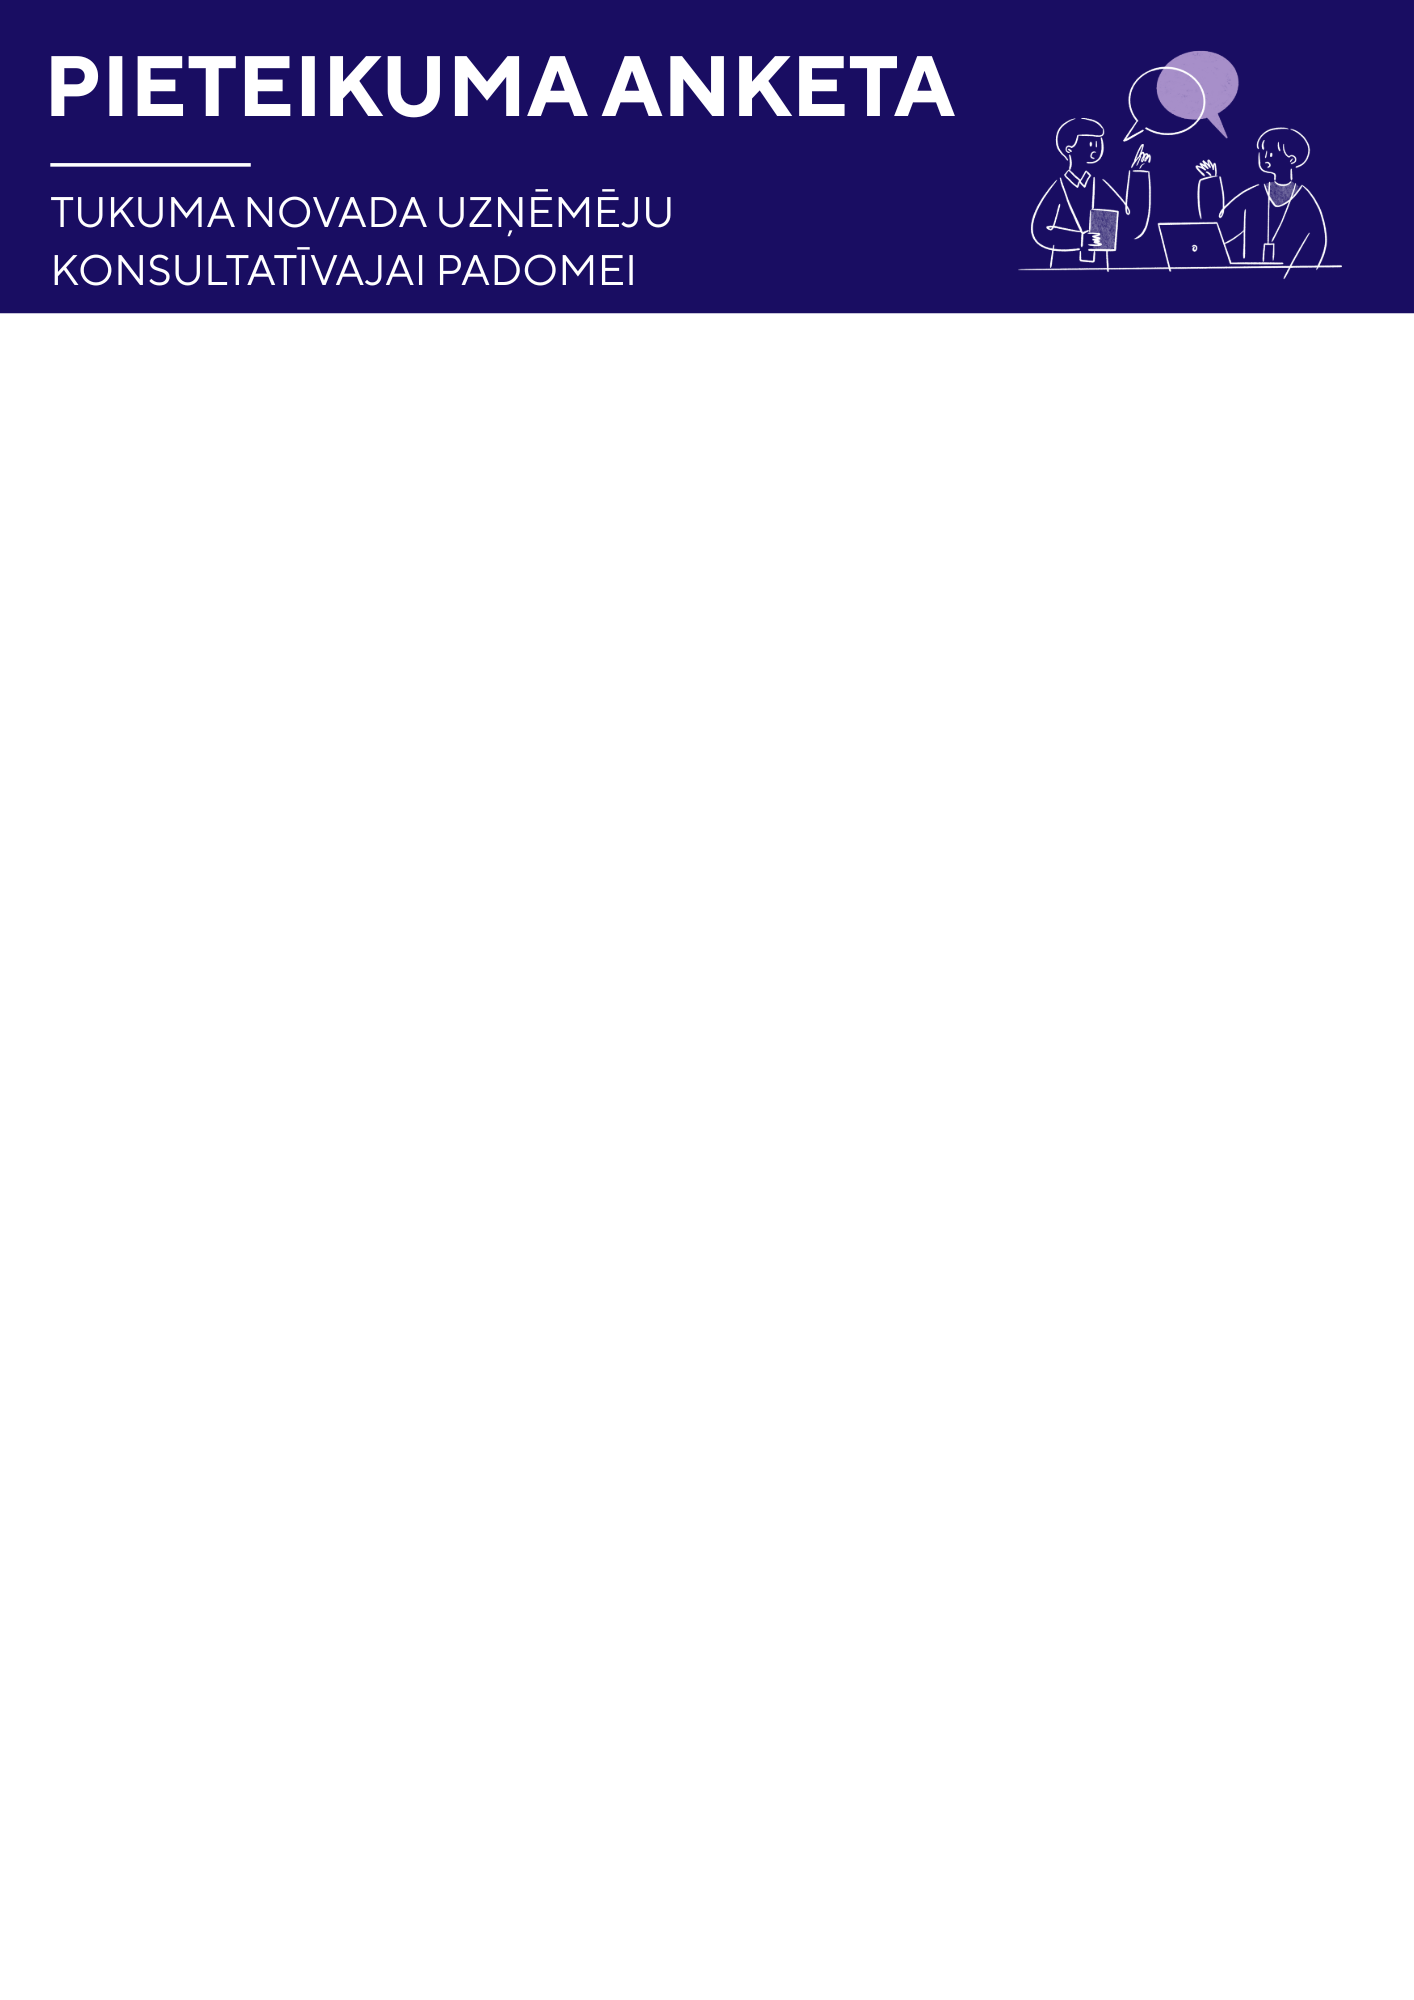 PIETEIKUMA ANKETA
TUKUMA NOVADA UZŅĒMĒJU
KONSULTATĪVAJAI PADOMEI